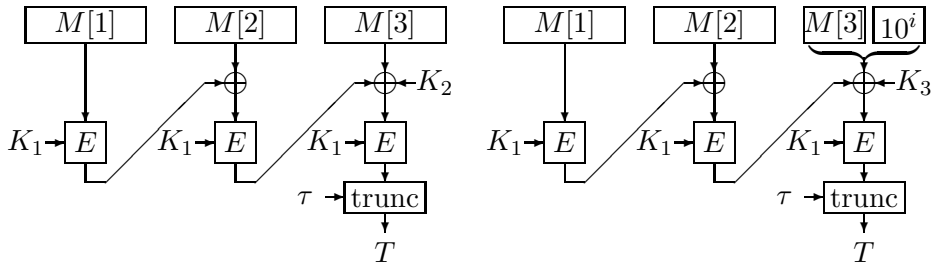 M[1] M[2] M[3] M[1] M[2] M[3] 10^i
K_2 K_3
K_1 E K_1 E K_1 E K_1 E K_1 E K_1 E
τ trunc τ trunc
T T